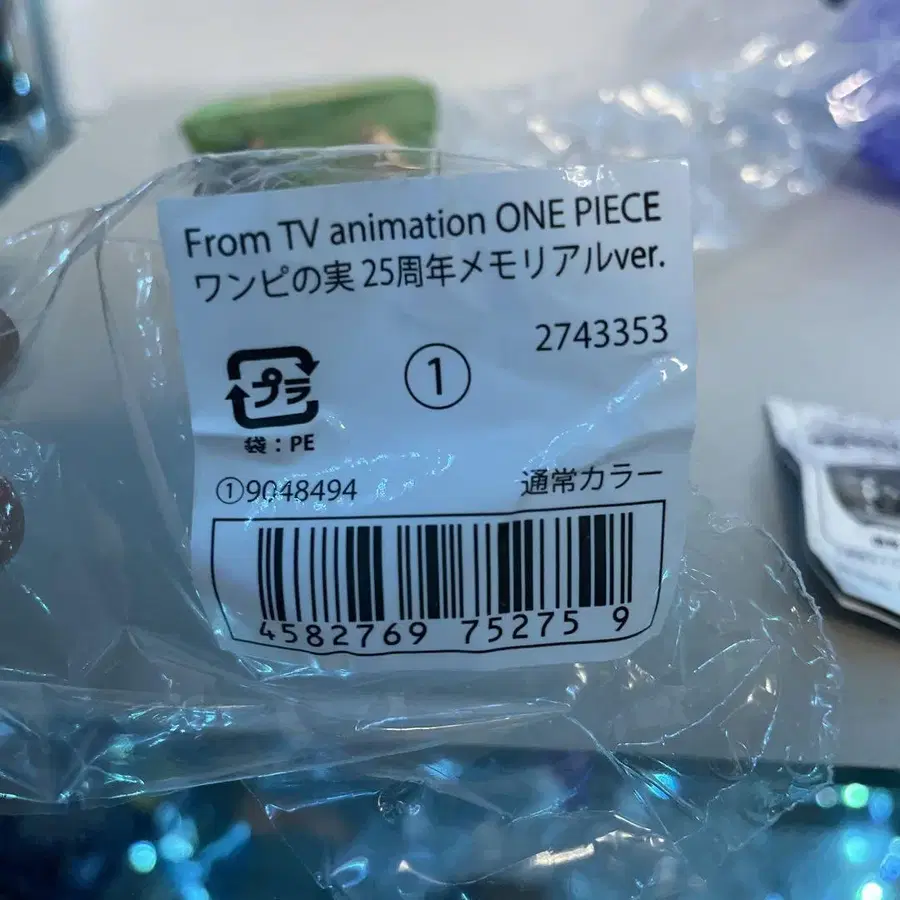 From TV animation ONE PIECE
ワンピの実 25周年メモリアルver.
2743353
プラ
①
袋：PE
①9048494
通常カラー
4582769 75275 9